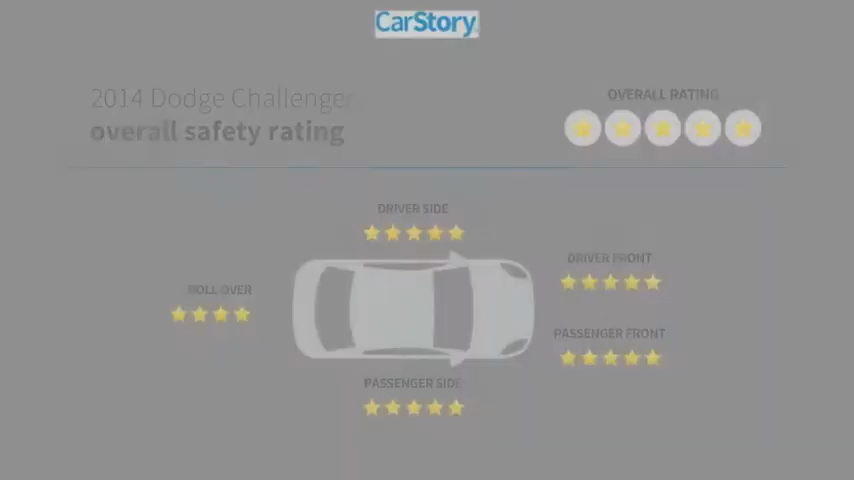 CarStory
2014 Dodge Challenger
overall safety rating
OVERALL RATING
DRIVER SIDE
DRIVER FRONT
ROLL OVER
PASSENGER FRONT
PASSENGER SIDE